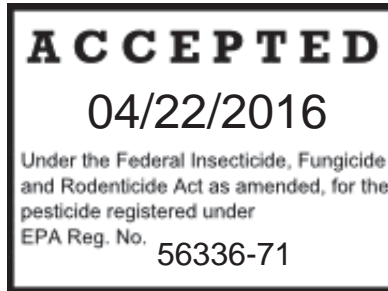 ACCEPTED
04/22/2016
Under the Federal Insecticide, Fungicide
and Rodenticide Act as amended, for the
pesticide registered under
EPA Reg. No. 56336-71